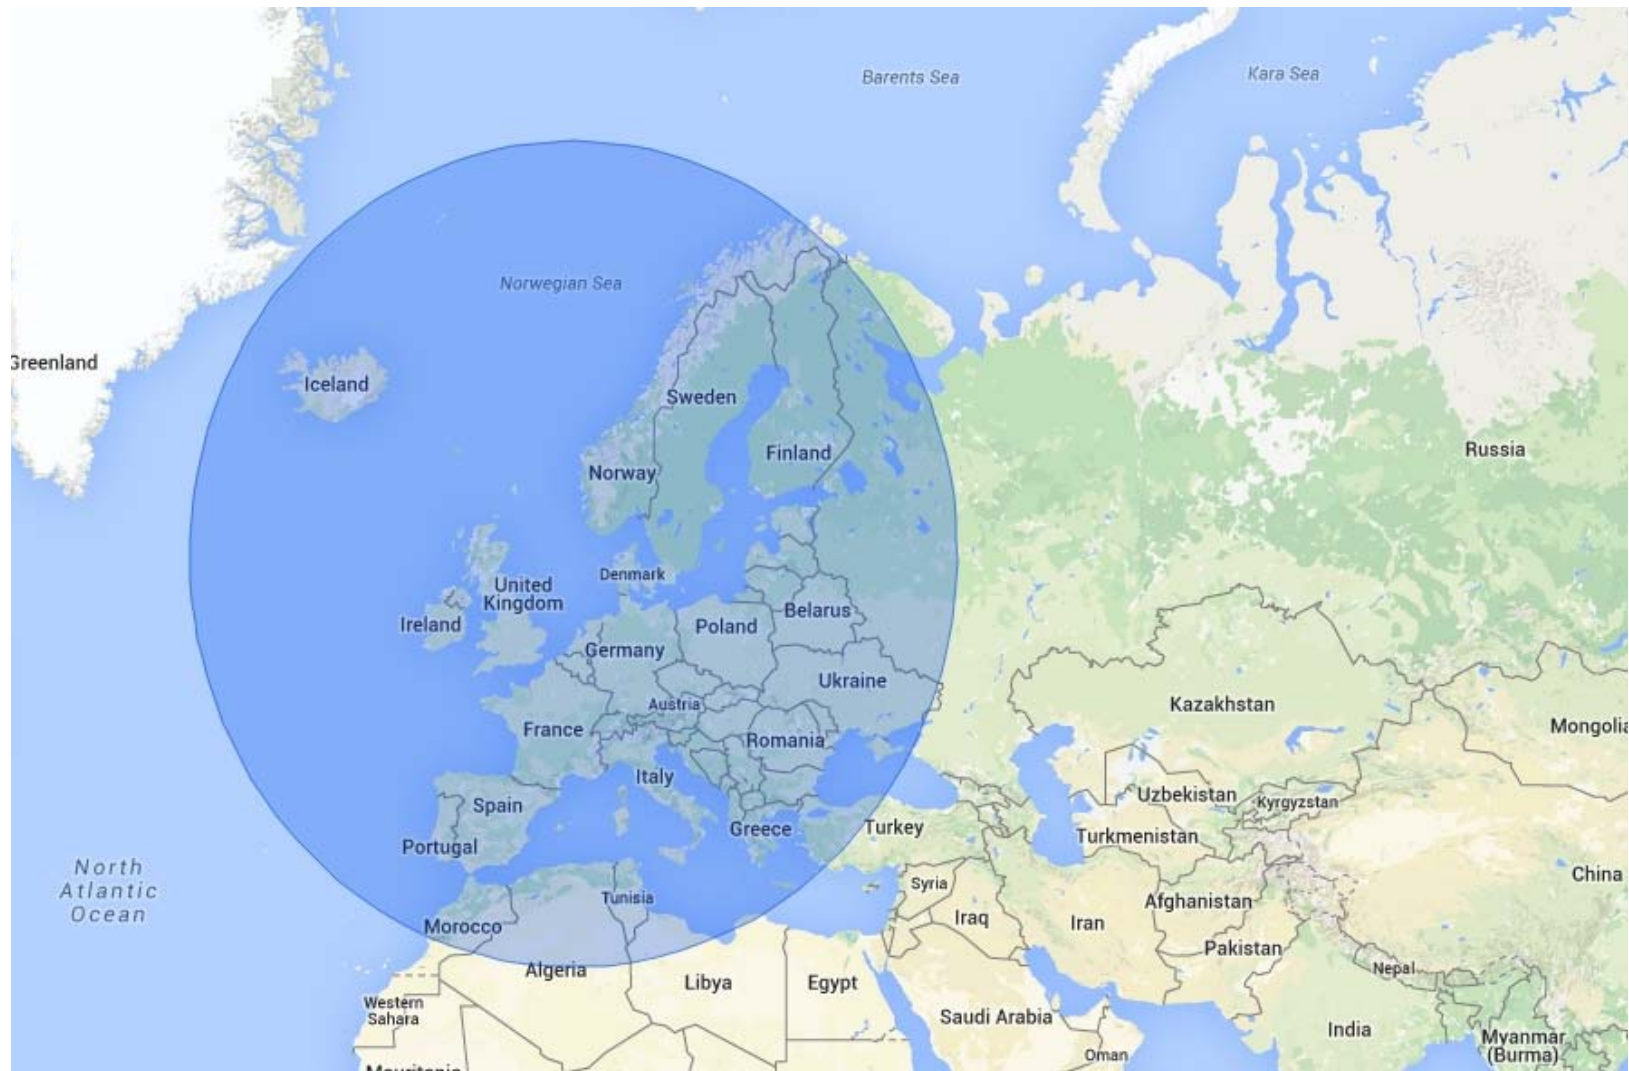 Barents Sea
Kara Sea
Norwegian Sea
Greenland
Iceland
Sweden
Finland
Norway
Russia
Denmark
United
Kingdom
Ireland
Belarus
Poland
Germany
Ukraine
Austria
Kazakhstan
France
Romania
Mongolia
Italy
Spain
Uzbekistan
Kyrgyzstan
Greece
Turkey
Turkmenistan
Portugal
North
Atlantic
Ocean
China
Syria
Tunisia
Afghanistan
Morocco
Iraq
Iran
Pakistan
Algeria
Nepal
Libya
Egypt
Western
Sahara
Saudi Arabia
India
Myanmar
(Burma)
Oman
Mauritania